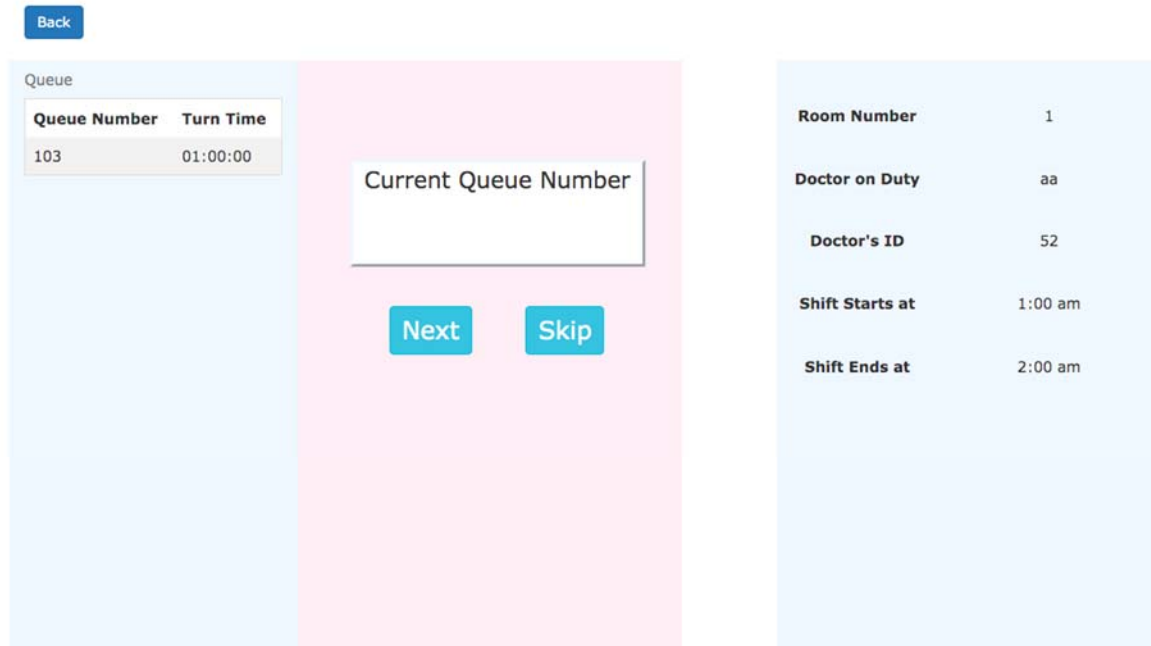 Back
Queue
Queue Number Turn Time
103 01:00:00
Current Queue Number
Next Skip
Room Number 1
Doctor on Duty aa
Doctor's ID 52
Shift Starts at 1:00 am
Shift Ends at 2:00 am